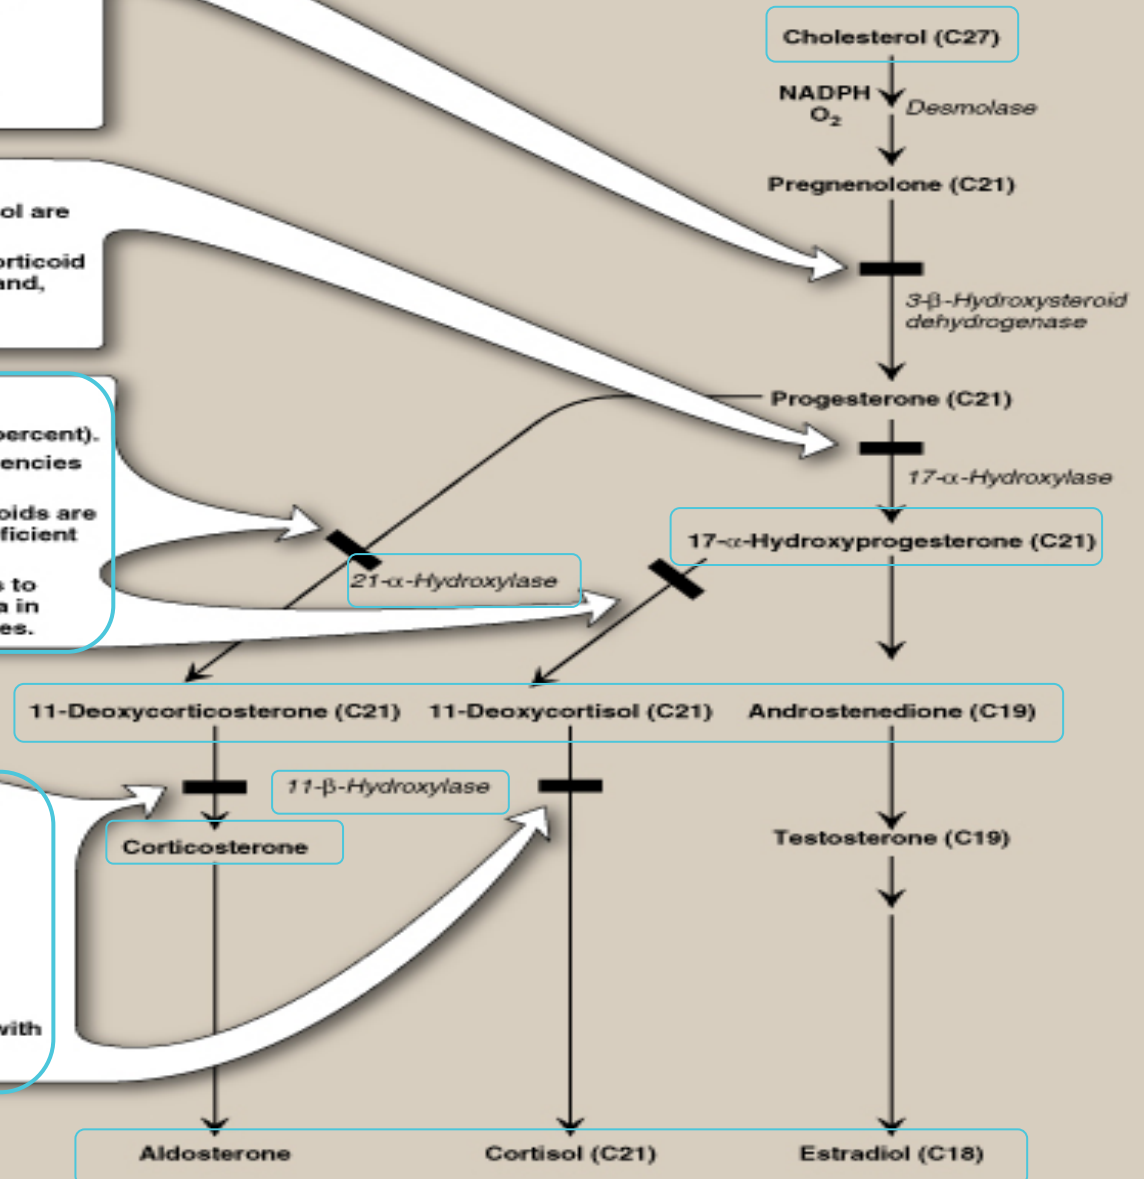 Cholesterol (C27)
NADPH
O2
Desmolase
Pregnenolone (C21)
ol are
orticoid
and,
3-β-Hydroxysteroid
dehydrogenase
Progesterone (C21)
percent).
encies
17-α-Hydroxylase
oids are
ficient
17-α-Hydroxyprogesterone (C21)
21-α-Hydroxylase
s to
a in
es.
11-Deoxycorticosterone (C21) 11-Deoxycortisol (C21) Androstenedione (C19)
11-β-Hydroxylase
Corticosterone
Testosterone (C19)
with
Aldosterone Cortisol (C21) Estradiol (C18)